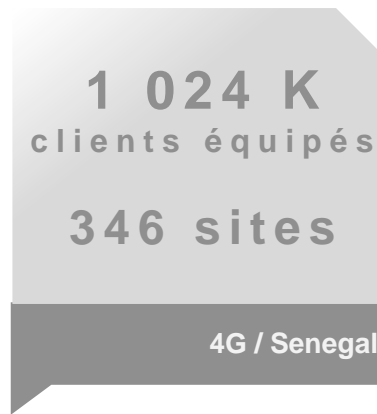 1 024 K
clients équipés
346 sites
4G / Senegal